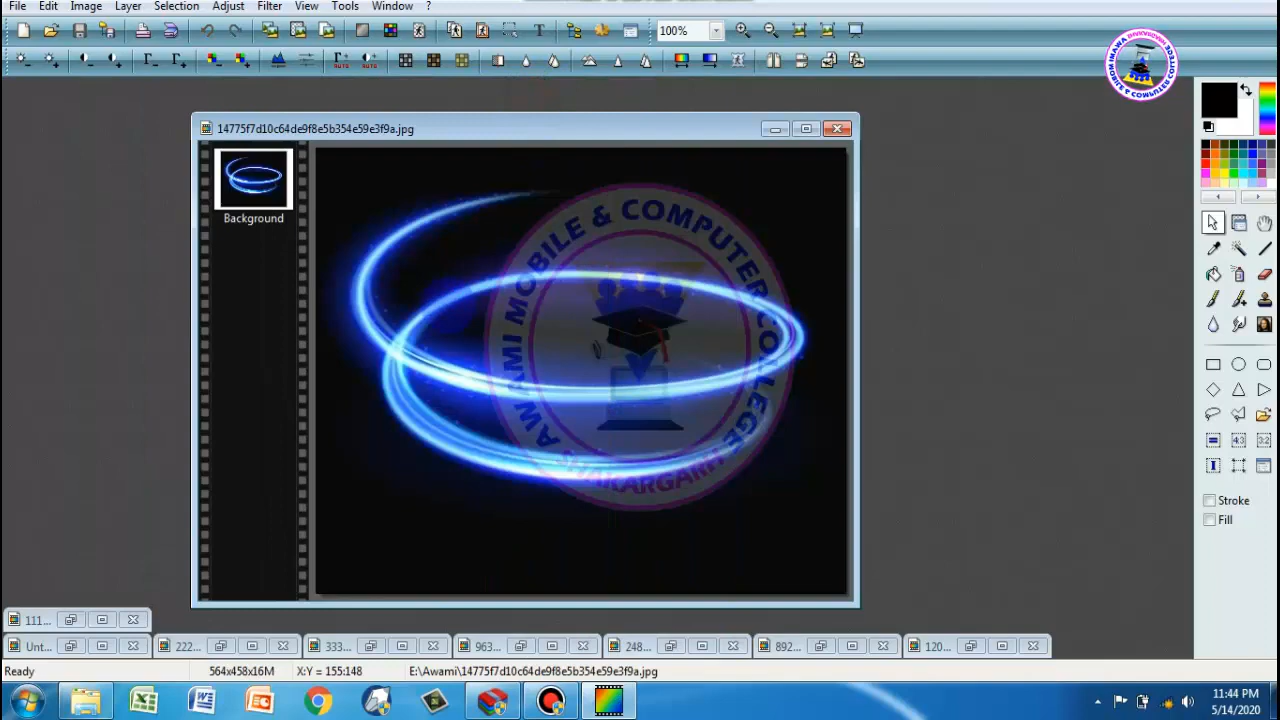 File Edit Image Layer Selection Adjust Filter View Tools Window ?
100%
14775f7d10c64de9f8e5b354e59e3f9a.jpg
Background
AWAMI MOBILE & COMPUTER COLLEGE
SHAKARGAHR
Stroke
Fill
111...
Unt... 222... 333... 963... 248... 892... 120...
Ready 564x458x16M X:Y = 155:148 E:\Awami\14775f7d10c64de9f8e5b354e59e3f9a.jpg
11:44 PM
5/14/2020